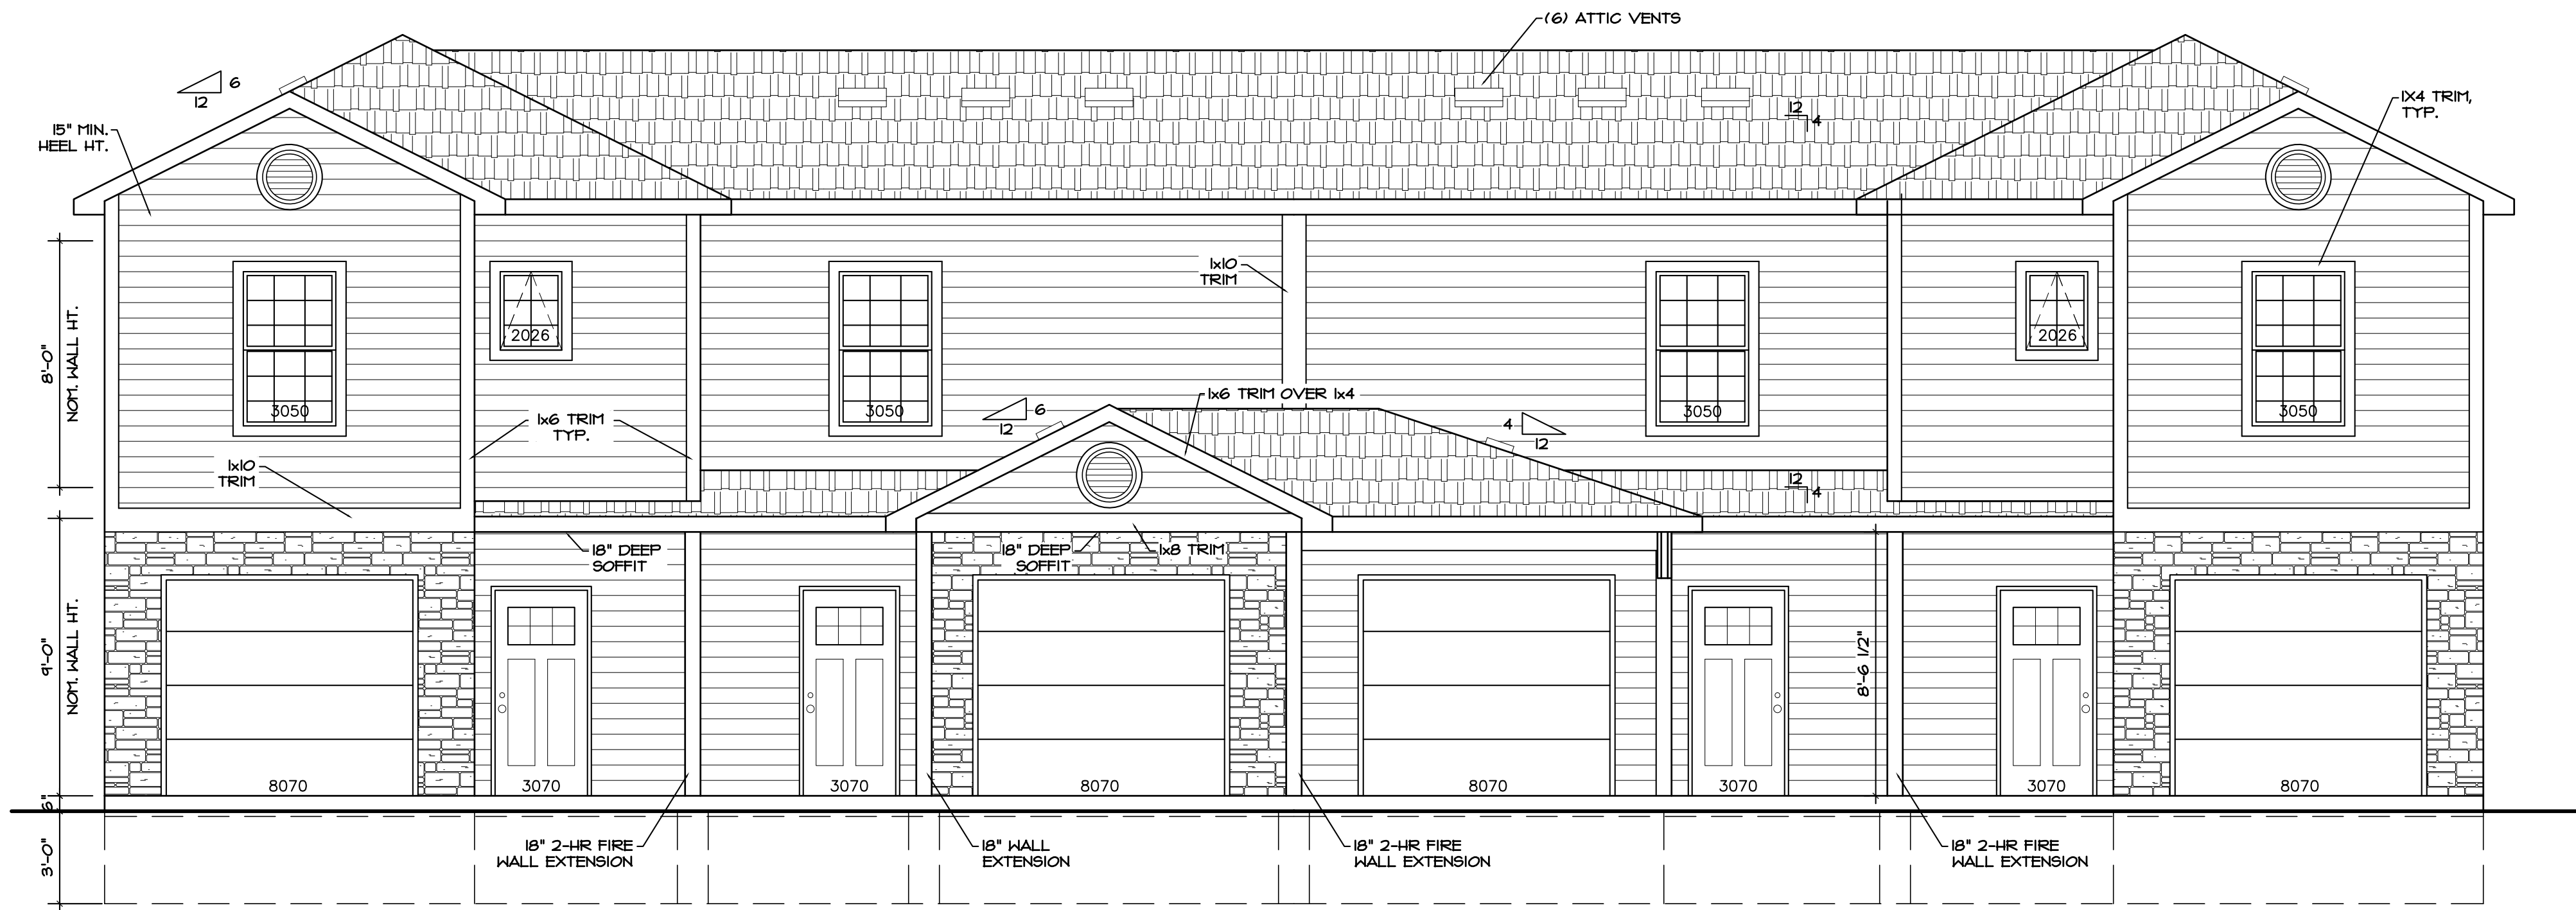 (6) ATTIC VENTS
6
12
15" MIN.
HEEL HT.
12
4
1X4 TRIM,
TYP.
1x10
TRIM
2026
2026
8'-0"
NOM. WALL HT.
3050
3050
3050
3050
1x6 TRIM OVER 1x4
6
12
4
12
1x6 TRIM
TYP.
1x10
TRIM
12
4
18" DEEP
SOFFIT
18" DEEP
SOFFIT
1x8 TRIM
9'-0"
NOM. WALL HT.
8'-6 1/2"
8070
3070
3070
8070
8070
3070
3070
8070
6"
3'-0"
18" 2-HR FIRE
WALL EXTENSION
18" WALL
EXTENSION
18" 2-HR FIRE
WALL EXTENSION
18" 2-HR FIRE
WALL EXTENSION